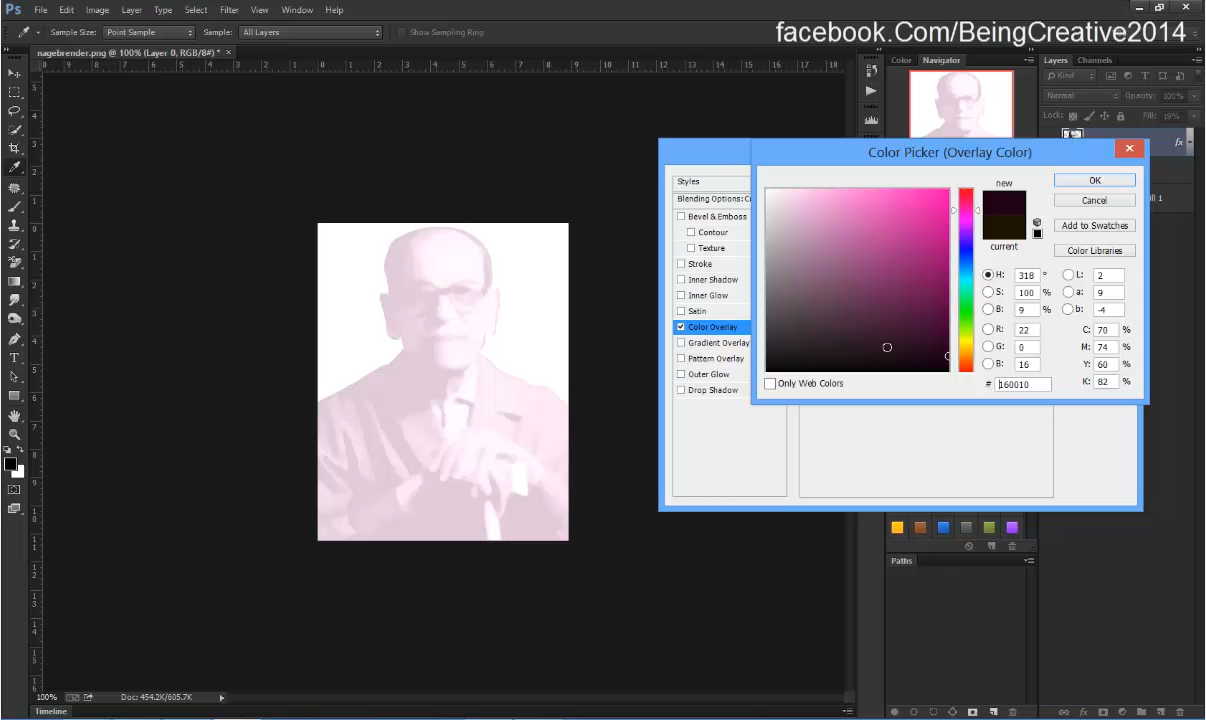 Ps File Edit Image Layer Type Select Filter View Window Help
facebook.Com/BeingCreative2014
Sample Size: Point Sample Sample: All Layers Show Sampling Ring
nagebrender.png @ 100% (Layer 0, RGB/8#) * ×
Color Navigator
Layers Channels
Kind
Normal Opacity: 100%
Lock: Fill: 19%
fx
ill 1
Color Picker (Overlay Color)
Styles
Blending Options: C
Bevel & Emboss
Contour
Texture
Stroke
Inner Shadow
Inner Glow
Satin
Color Overlay
Gradient Overlay
Pattern Overlay
Outer Glow
Drop Shadow
new
current
OK
Cancel
Add to Swatches
Color Libraries
H: 318 °
S: 100 %
B: 9 %
R: 22
G: 0
B: 16
# 160010
L: 2
a: 9
b: -4
C: 70 %
M: 74 %
Y: 60 %
K: 82 %
Only Web Colors
Paths
100% Doc: 454.2K/605.7K
Timeline